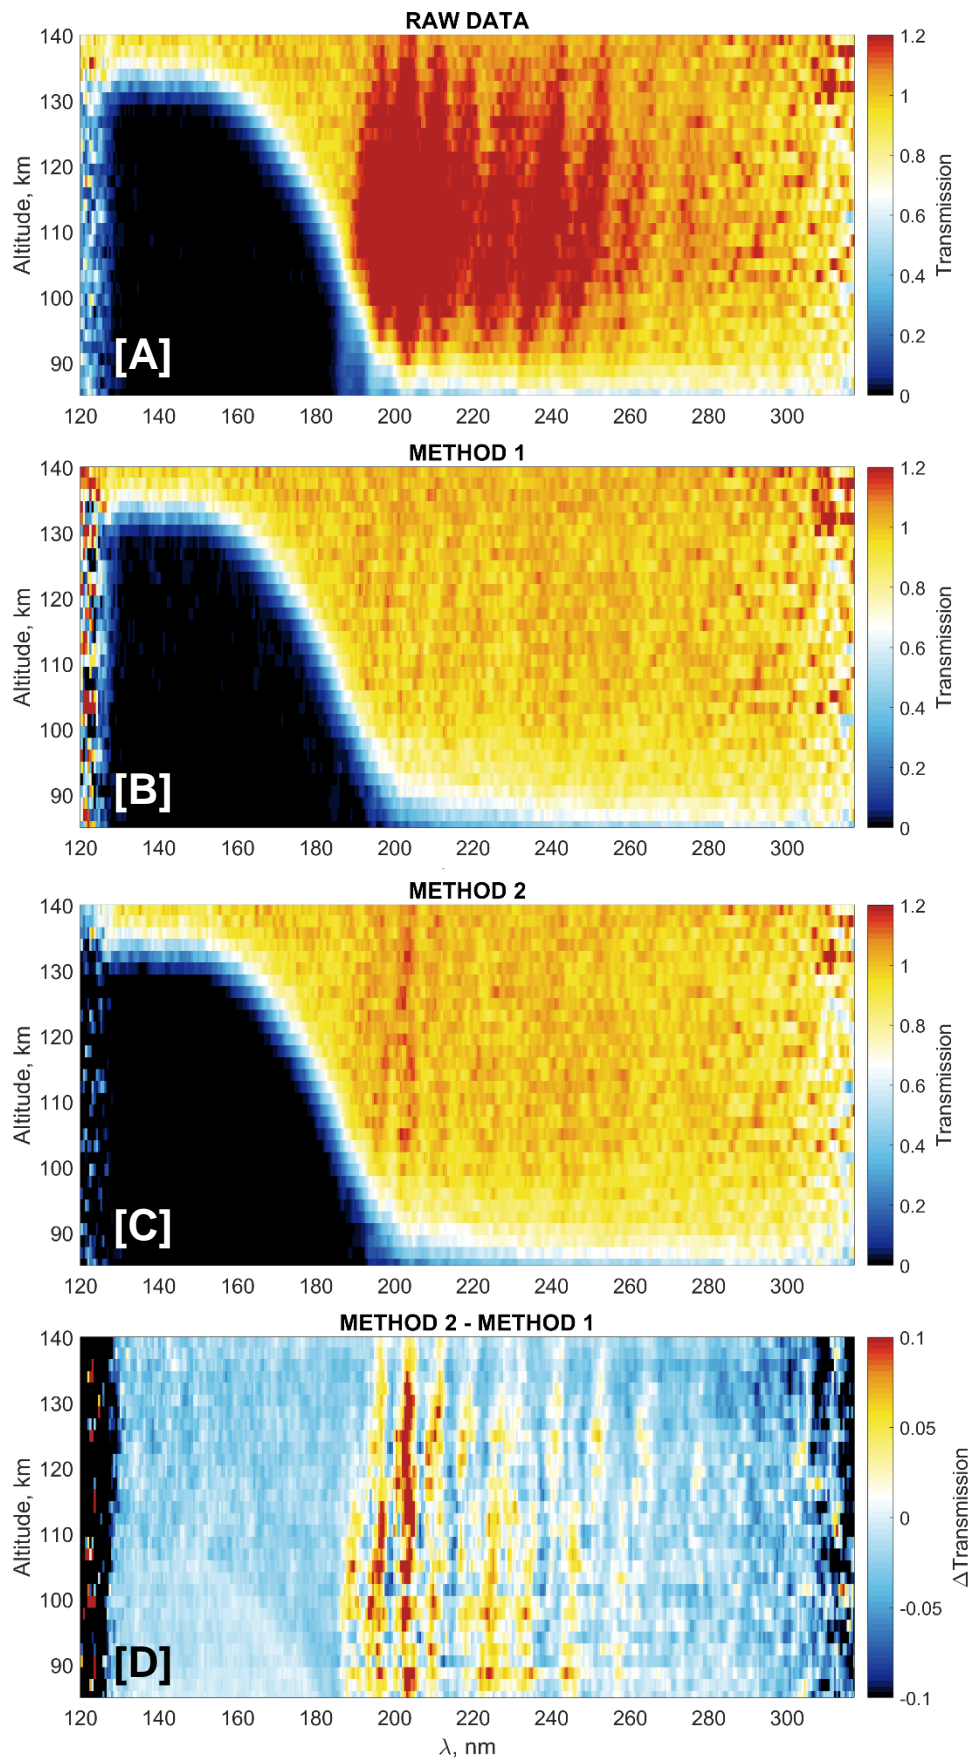 RAW DATA
140
130
120
110
100
90
Altitude, km
[A]
120 140 160 180 200 220 240 260 280 300
1.2
1
0.8
0.6
0.4
0.2
0
Transmission
METHOD 1
140
130
120
110
100
90
Altitude, km
[B]
120 140 160 180 200 220 240 260 280 300
1.2
1
0.8
0.6
0.4
0.2
0
Transmission
METHOD 2
140
130
120
110
100
90
Altitude, km
[C]
120 140 160 180 200 220 240 260 280 300
1.2
1
0.8
0.6
0.4
0.2
0
Transmission
METHOD 2 - METHOD 1
140
130
120
110
100
90
Altitude, km
[D]
120 140 160 180 200 220 240 260 280 300
λ, nm
0.1
0.05
0
-0.05
-0.1
ΔTransmission